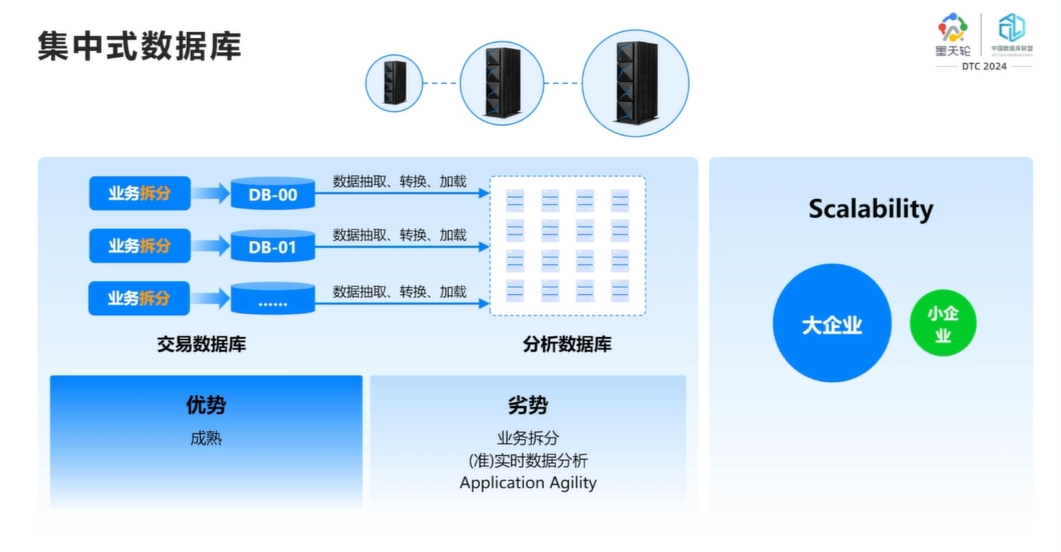 集中式数据库
墨天轮
中国数据库联盟
DTC 2024
业务拆分
DB-00
数据抽取、转换、加载
业务拆分
DB-01
数据抽取、转换、加载
业务拆分
......
数据抽取、转换、加载
交易数据库
分析数据库
优势
成熟
劣势
业务拆分
(准)实时数据分析
Application Agility
Scalability
大企业
小企
业